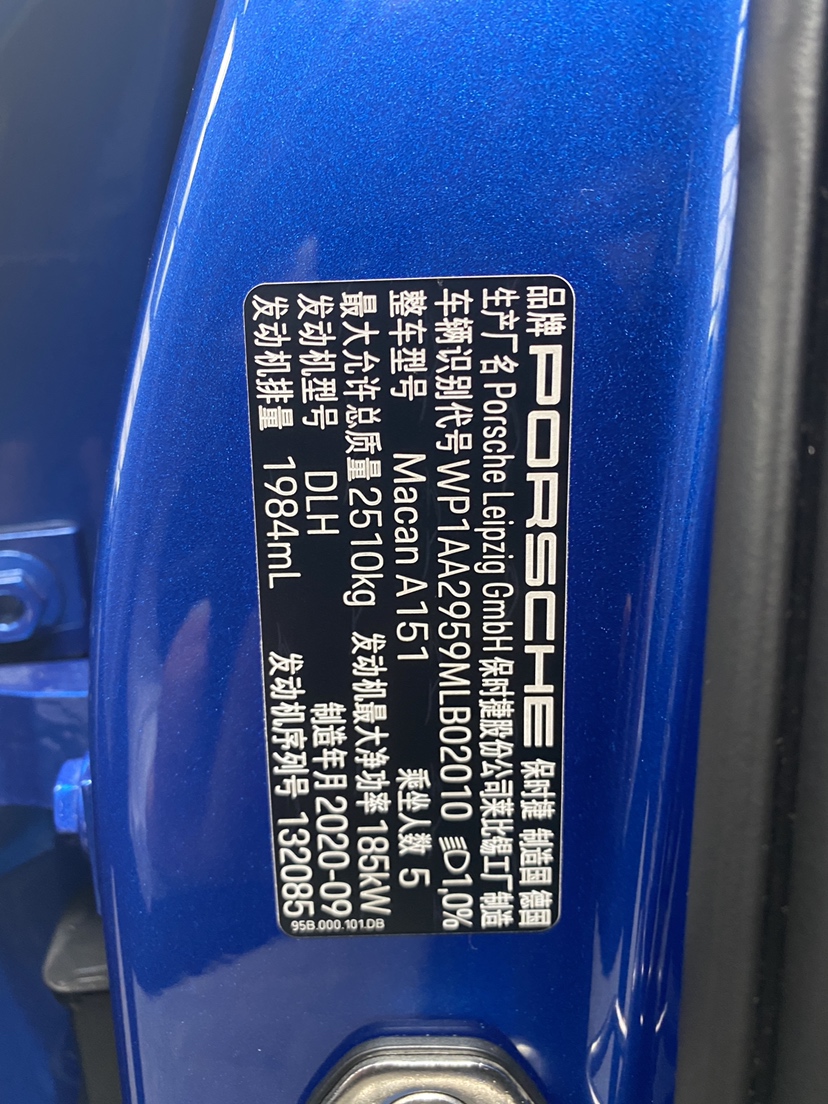 品牌 PORSCHE 保时捷 制造国 德国
生产厂名 Porsche Leipzig GmbH 保时捷股份公司莱比锡工厂制造
车辆识别代号 WP1AA2959MLB02010 1,0%
整车型号 Macan A151 乘坐人数 5
最大允许总质量 2510kg 发动机最大净功率 185kW
发动机型号 DLH 制造年月 2020-09
发动机排量 1984mL 发动机序列号 132085
95B.000.101.DB